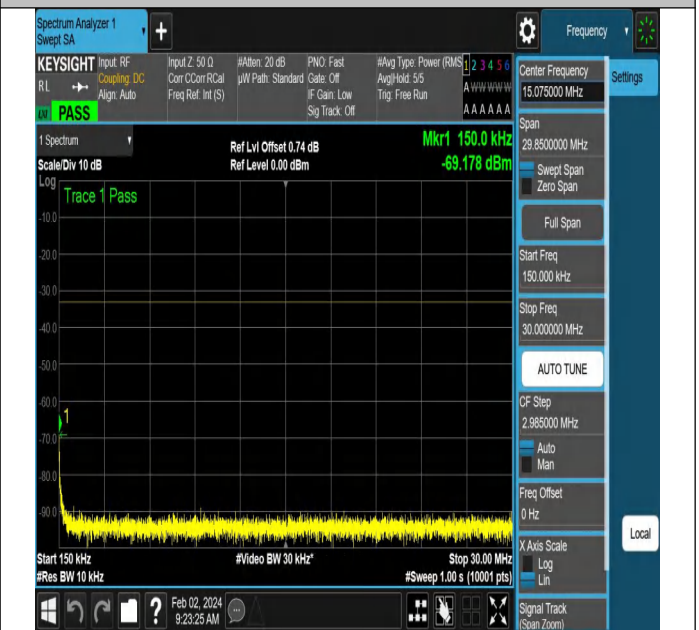 Spectrum Analyzer 1
Swept SA
Frequency
KEYSIGHT
RL
Input: RF
Coupling: DC
Align: Auto
Input Z: 50 Ω
Corr CCorr RCal
Freq Ref: Int (S)
#Atten: 20 dB
µW Path: Standard
PNO: Fast
Gate: Off
IF Gain: Low
Sig Track: Off
#Avg Type: Power (RMS
Avg|Hold: 5/5
Trig: Free Run
1 2 3 4 5 6
A W W W W W
A A A A A A
PASS
1 Spectrum
Scale/Div 10 dB
Ref Lvl Offset 0.74 dB
Ref Level 0.00 dBm
Mkr1 150.0 kHz
-69.178 dBm
Log
Trace 1 Pass
-10.0
-20.0
-30.0
-40.0
-50.0
-60.0
-70.0
-80.0
-90.0
1
Start 150 kHz
#Res BW 10 kHz
#Video BW 30 kHz*
Stop 30.00 MHz
#Sweep 1.00 s (10001 pts)
Feb 02, 2024
9:23:25 AM
Center Frequency
15.075000 MHz
Settings
Span
29.8500000 MHz
Swept Span
Zero Span
Full Span
Start Freq
150.000 kHz
Stop Freq
30.000000 MHz
AUTO TUNE
CF Step
2.985000 MHz
Auto
Man
Freq Offset
0 Hz
X Axis Scale
Log
Lin
Local
Signal Track
(Span Zoom)